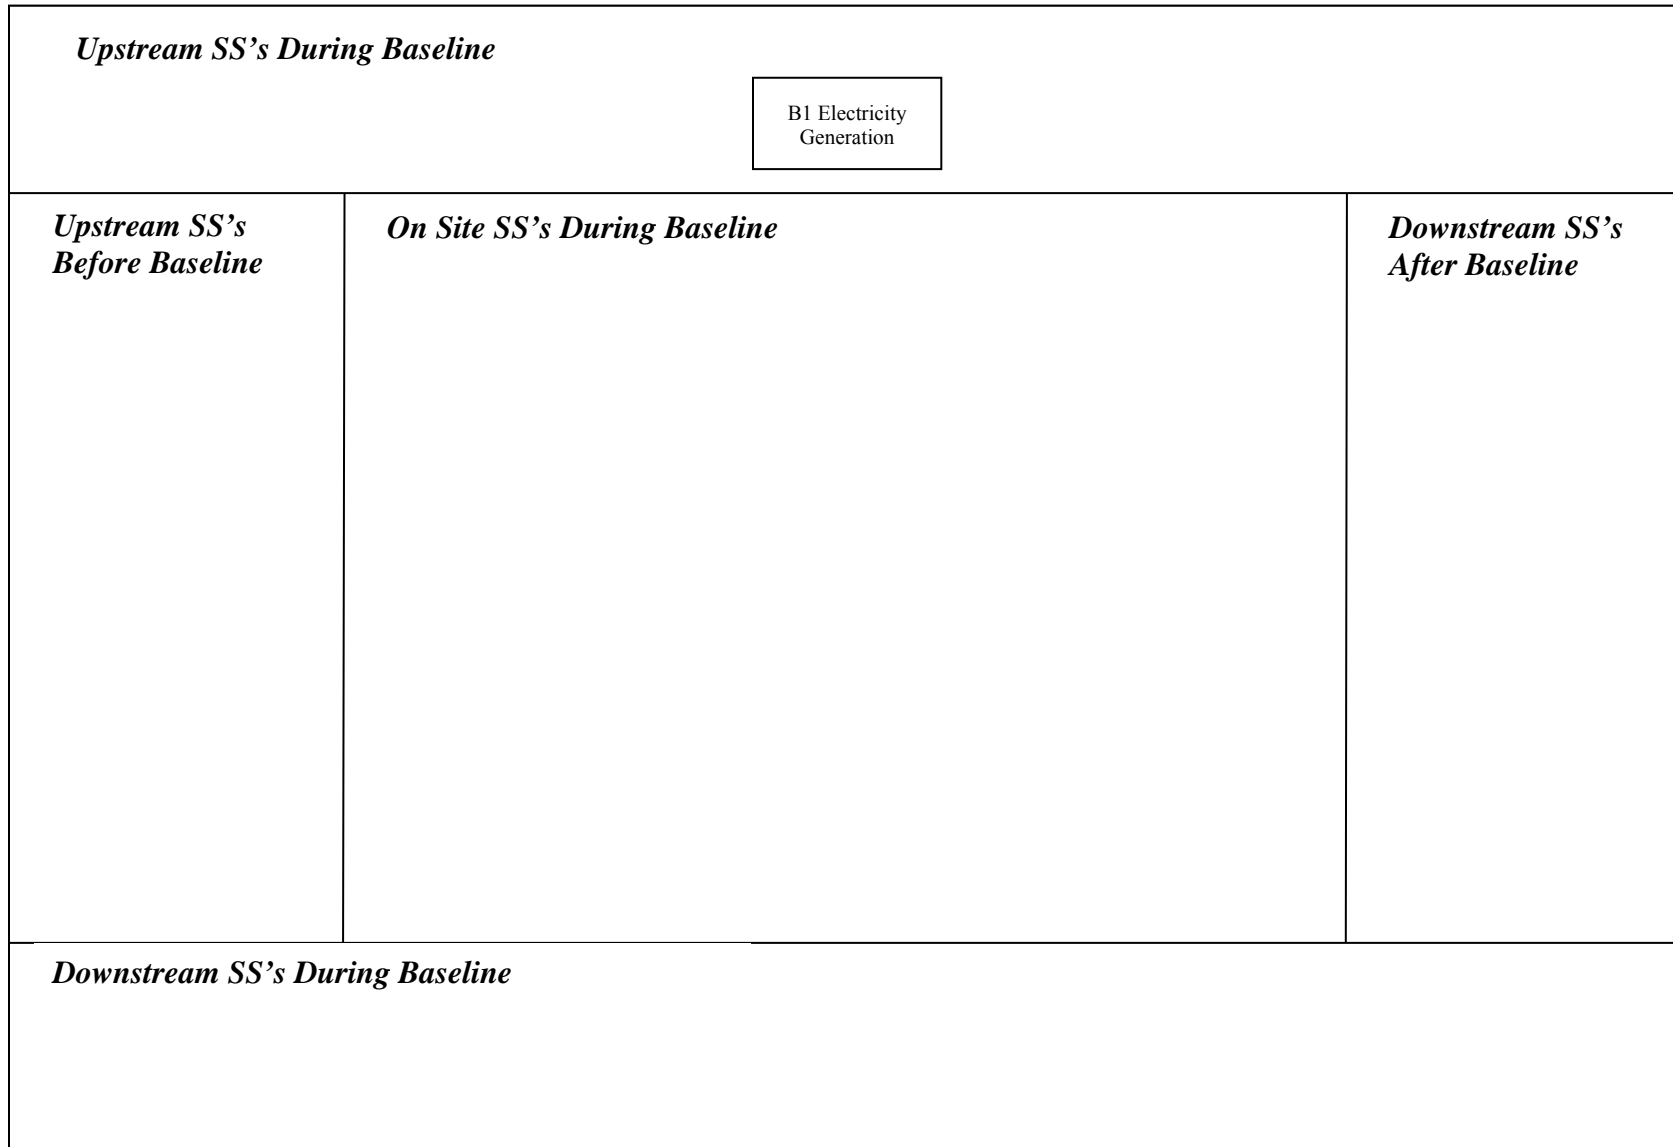 Upstream SS’s During Baseline
B1 Electricity
Generation
Upstream SS’s
Before Baseline
On Site SS’s During Baseline
Downstream SS’s
After Baseline
Downstream SS’s During Baseline